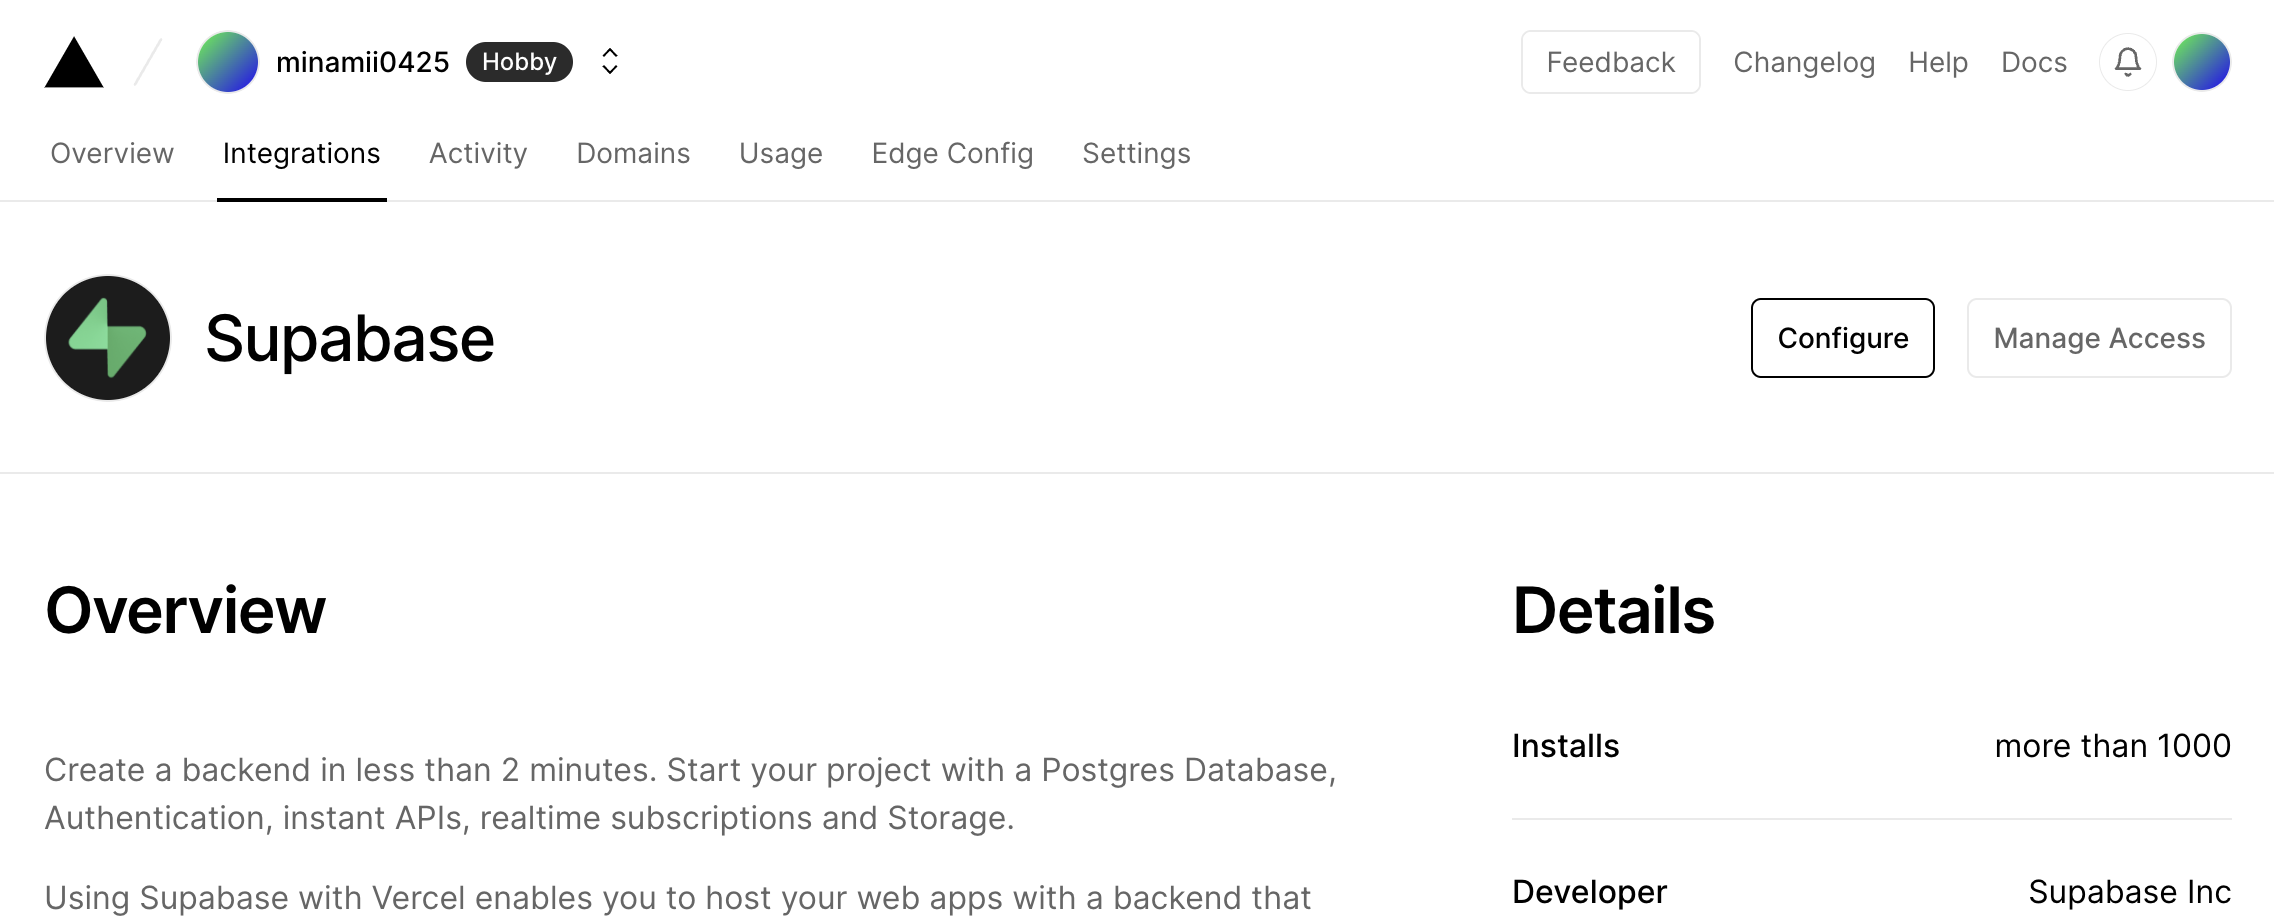 minamii0425 Hobby Feedback Changelog Help Docs
Overview Integrations Activity Domains Usage Edge Config Settings
Supabase Configure Manage Access
Overview
Create a backend in less than 2 minutes. Start your project with a Postgres Database,
Authentication, instant APIs, realtime subscriptions and Storage.
Using Supabase with Vercel enables you to host your web apps with a backend that
Details
Installs more than 1000
Developer Supabase Inc